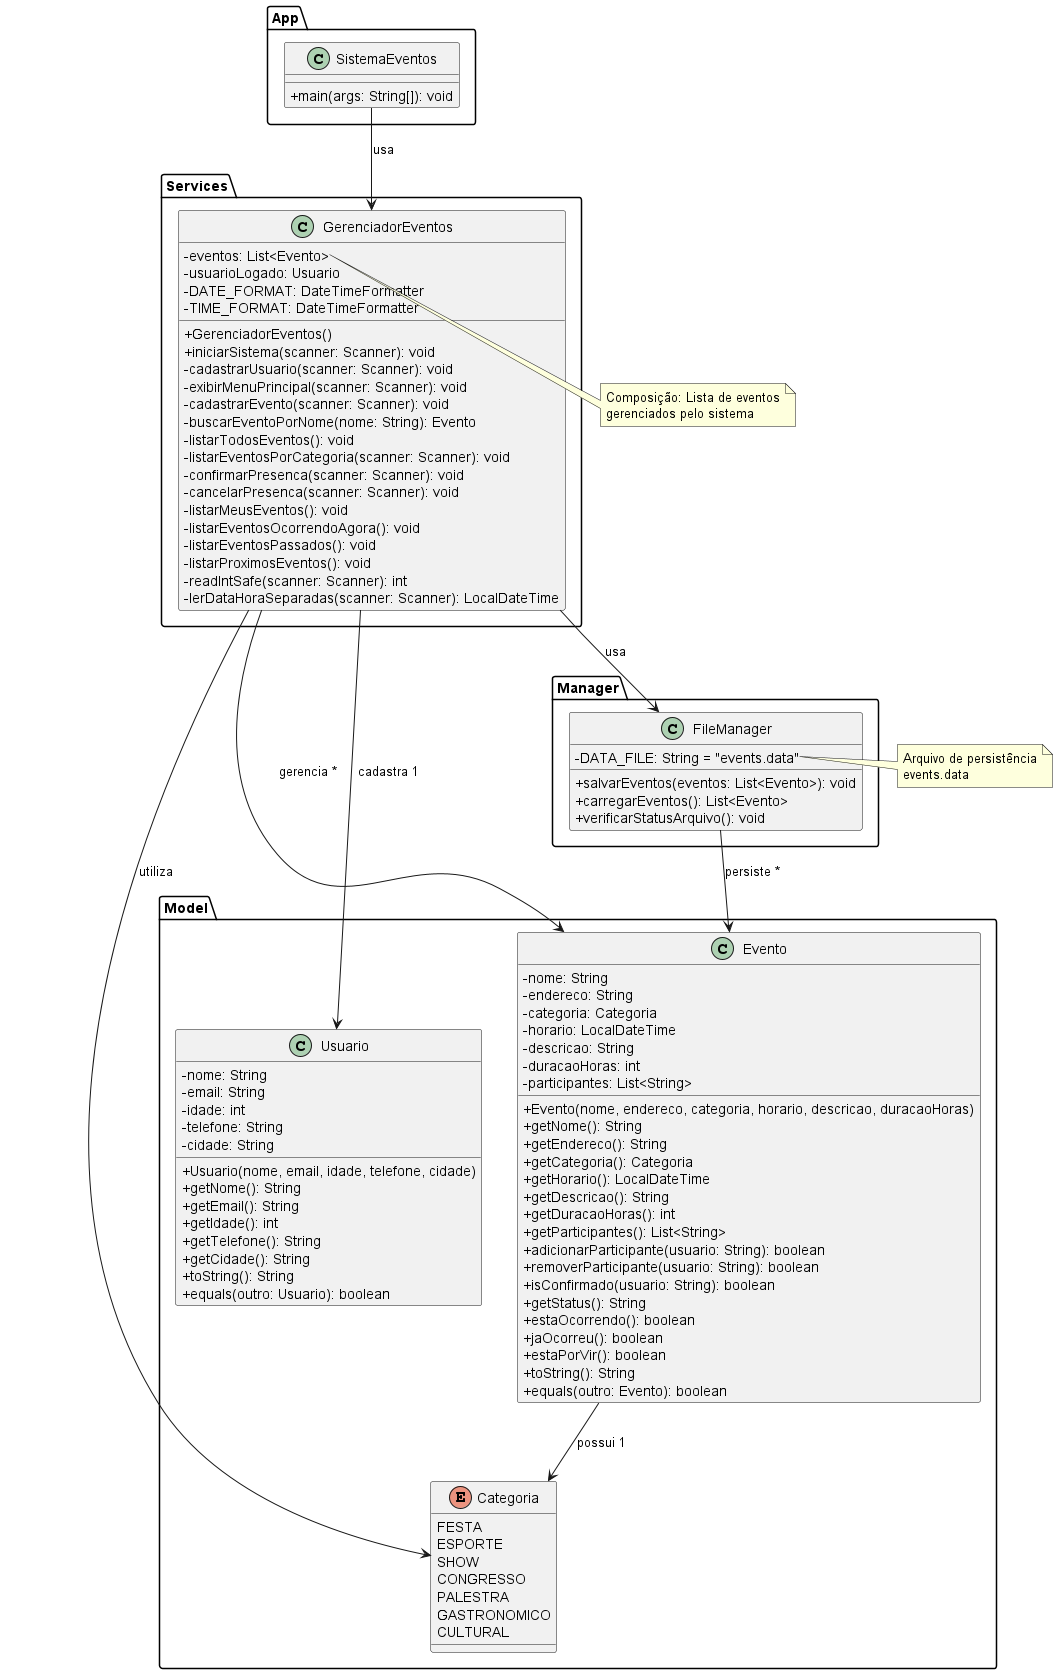 App
C SistemaEventos
+main(args: String[]): void
usa
Services
C GerenciadorEventos
-eventos: List<Evento>
-usuarioLogado: Usuario
-DATE_FORMAT: DateTimeFormatter
-TIME_FORMAT: DateTimeFormatter
+GerenciadorEventos()
+iniciarSistema(scanner: Scanner): void
-cadastrarUsuario(scanner: Scanner): void
-exibirMenuPrincipal(scanner: Scanner): void
-cadastrarEvento(scanner: Scanner): void
-buscarEventoPorNome(nome: String): Evento
-listarTodosEventos(): void
-listarEventosPorCategoria(scanner: Scanner): void
-confirmarPresenca(scanner: Scanner): void
-cancelarPresenca(scanner: Scanner): void
-listarMeusEventos(): void
-listarEventosOcorrendoAgora(): void
-listarEventosPassados(): void
-listarProximosEventos(): void
-readIntSafe(scanner: Scanner): int
-lerDataHoraSeparadas(scanner: Scanner): LocalDateTime
Composição: Lista de eventos
gerenciados pelo sistema
usa
Manager
C FileManager
-DATA_FILE: String = "events.data"
+salvarEventos(eventos: List<Evento>): void
+carregarEventos(): List<Evento>
+verificarStatusArquivo(): void
Arquivo de persistência
events.data
gerencia *
cadastra 1
utiliza
persiste *
Model
C Evento
-nome: String
-endereco: String
-categoria: Categoria
-horario: LocalDateTime
-descricao: String
-duracaoHoras: int
-participantes: List<String>
+Evento(nome, endereco, categoria, horario, descricao, duracaoHoras)
+getNome(): String
+getEndereco(): String
+getCategoria(): Categoria
+getHorario(): LocalDateTime
+getDescricao(): String
+getDuracaoHoras(): int
+getParticipantes(): List<String>
+adicionarParticipante(usuario: String): boolean
+removerParticipante(usuario: String): boolean
+isConfirmado(usuario: String): boolean
+getStatus(): String
+estaOcorrendo(): boolean
+jaOcorreu(): boolean
+estaPorVir(): boolean
+toString(): String
+equals(outro: Evento): boolean
C Usuario
-nome: String
-email: String
-idade: int
-telefone: String
-cidade: String
+Usuario(nome, email, idade, telefone, cidade)
+getNome(): String
+getEmail(): String
+getIdade(): int
+getTelefone(): String
+getCidade(): String
+toString(): String
+equals(outro: Usuario): boolean
possui 1
E Categoria
FESTA
ESPORTE
SHOW
CONGRESSO
PALESTRA
GASTRONOMICO
CULTURAL